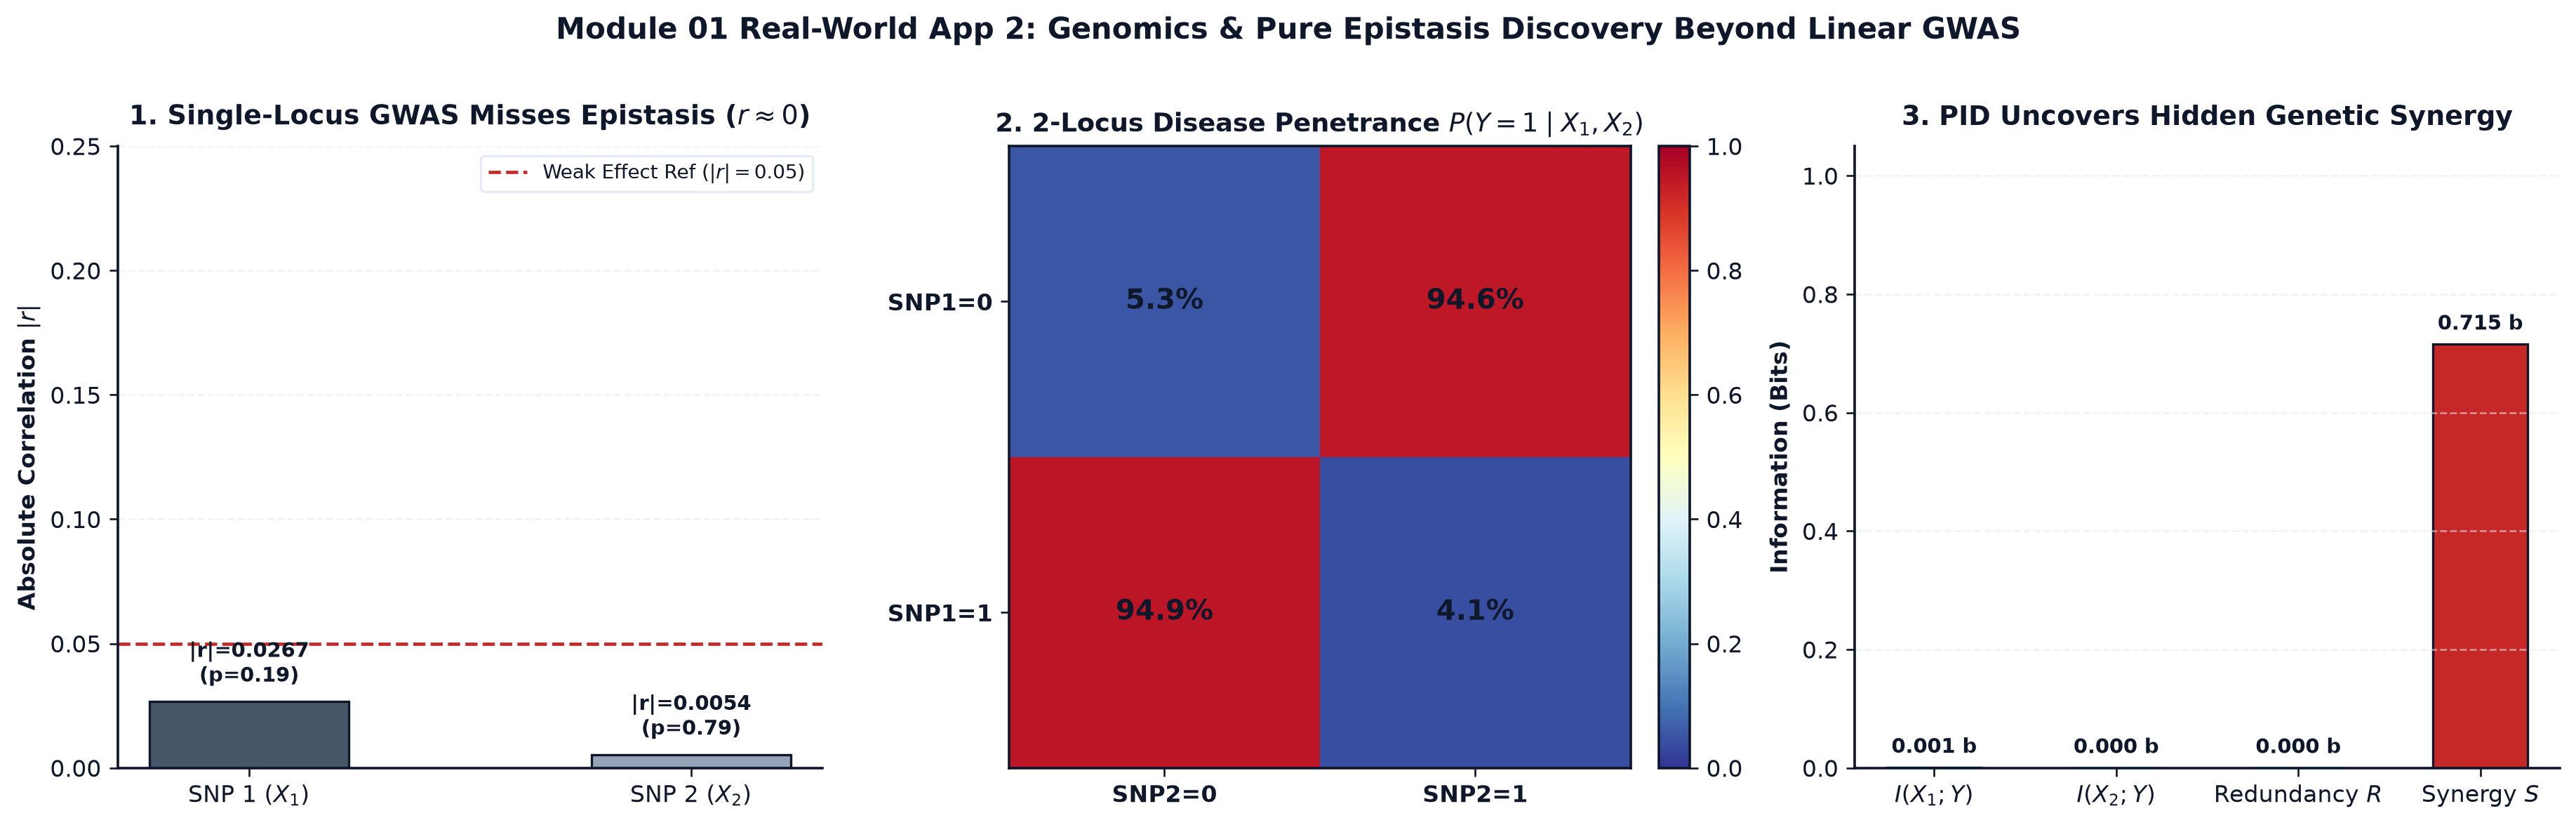 Module 01 Real-World App 2: Genomics & Pure Epistasis Discovery Beyond Linear GWAS
1. Single-Locus GWAS Misses Epistasis (r ≈ 0)
Absolute Correlation |r|
0.25
0.20
0.15
0.10
0.05
0.00
Weak Effect Ref (|r| = 0.05)
|r|=0.0267
(p=0.19)
|r|=0.0054
(p=0.79)
SNP 1 (X₁)
SNP 2 (X₂)
2. 2-Locus Disease Penetrance P(Y = 1 | X₁, X₂)
SNP1=0
SNP1=1
5.3%
94.6%
94.9%
4.1%
SNP2=0
SNP2=1
1.0
0.8
0.6
0.4
0.2
0.0
3. PID Uncovers Hidden Genetic Synergy
Information (Bits)
1.0
0.8
0.6
0.4
0.2
0.0
0.001 b
0.000 b
0.000 b
0.715 b
I(X₁; Y)
I(X₂; Y)
Redundancy R
Synergy S